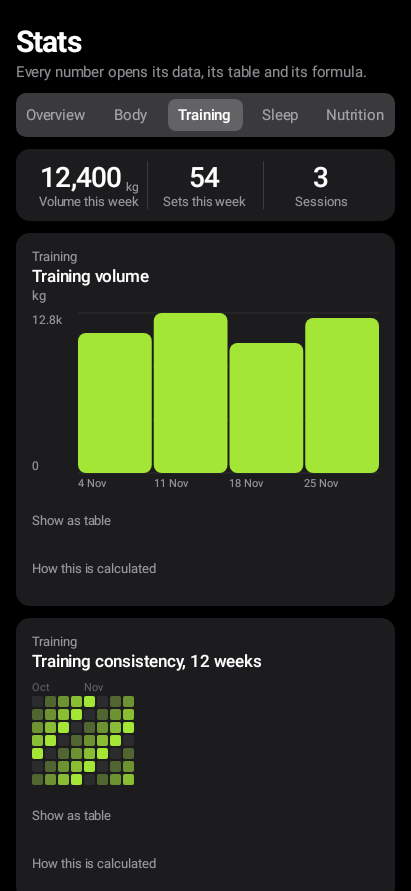 Stats
Every number opens its data, its table and its formula.
Overview Body Training Sleep Nutrition
12,400 kg 54 3
Volume this week Sets this week Sessions
Training
Training volume
kg
12.8k
0
4 Nov 11 Nov 18 Nov 25 Nov
Show as table
How this is calculated
Training
Training consistency, 12 weeks
Oct Nov
Show as table
How this is calculated